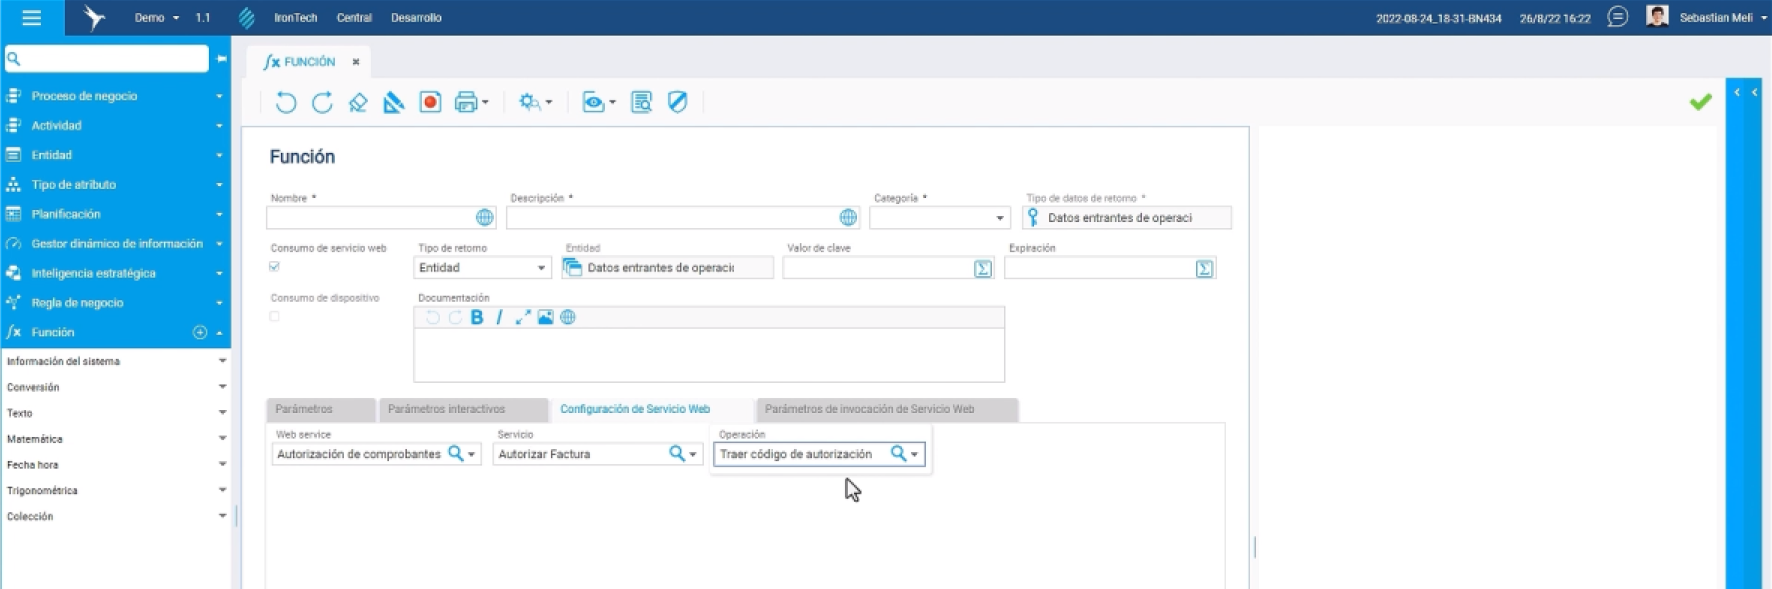 Demo 1.1 IronTech Central Desarrollo 2022-08-24_18-31-BN434 26/8/22 16:22 Sebastian Meli
fx FUNCIÓN
Proceso de negocio
Actividad
Entidad
Tipo de atributo
Planificación
Gestor dinámico de información
Inteligencia estratégica
Regla de negocio
fx Función
Información del sistema
Conversión
Texto
Matemática
Fecha hora
Trigonométrica
Colección
Función
Nombre * Descripción * Categoría * Tipo de datos de retorno *
Datos entrantes de operaci
Consumo de servicio web Tipo de retorno Entidad Valor de clave Expiración
Entidad Datos entrantes de operacio
Consumo de dispositivo Documentación
B I
Parámetros Parámetros interactivos Configuración de Servicio Web Parámetros de invocación de Servicio Web
Web service Servicio Operación
Autorización de comprobantes Autorizar Factura Traer código de autorización